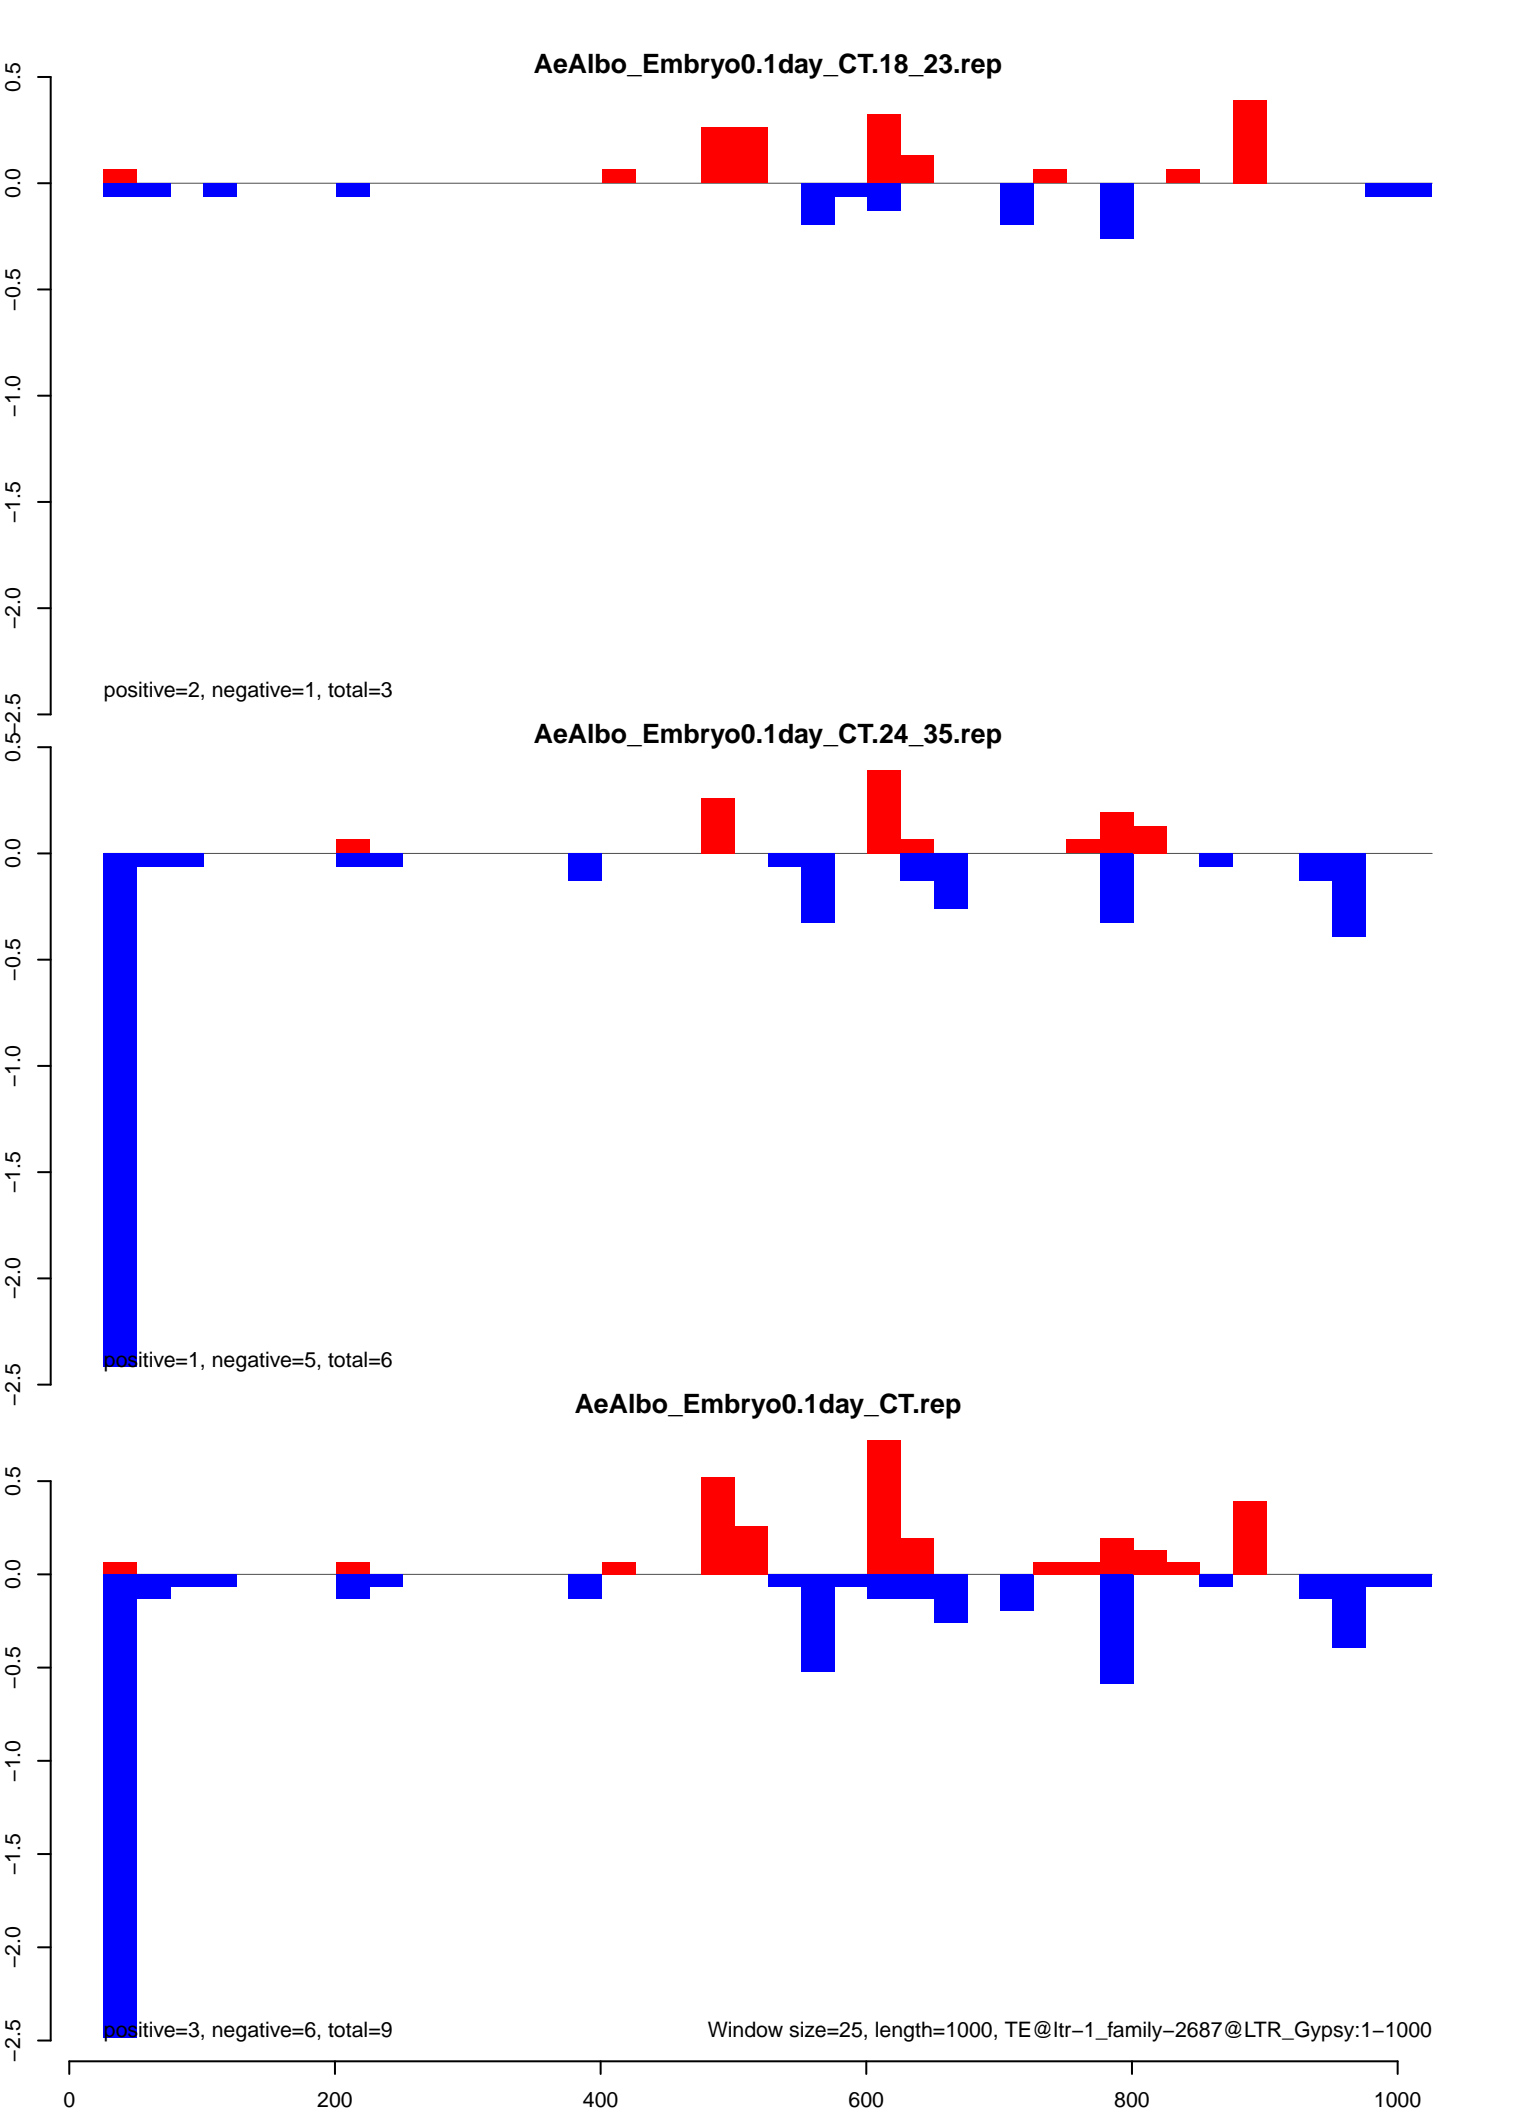 AeAlbo_Embryo0.1day_CT.18_23.rep
0.5
0.0
−0.5
−1.0
−1.5
−2.0
−2.5
positive=2, negative=1, total=3
AeAlbo_Embryo0.1day_CT.24_35.rep
0.5
0.0
−0.5
−1.0
−1.5
−2.0
−2.5
positive=1, negative=5, total=6
AeAlbo_Embryo0.1day_CT.rep
0.5
0.0
−0.5
−1.0
−1.5
−2.0
−2.5
positive=3, negative=6, total=9
Window size=25, length=1000, TE@ltr−1_family−2687@LTR_Gypsy:1−1000
0 200 400 600 800 1000